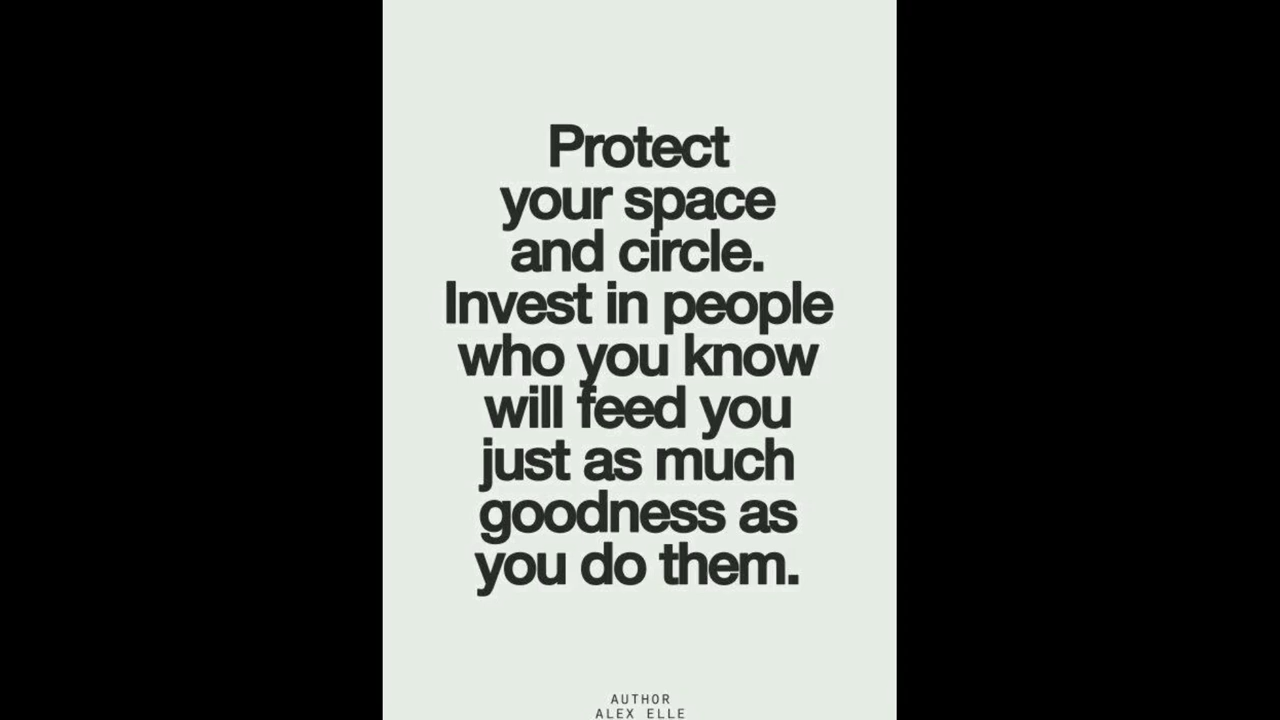 Protect
your space
and circle.
Invest in people
who you know
will feed you
just as much
goodness as
you do them.
AUTHOR
ALEX ELLE